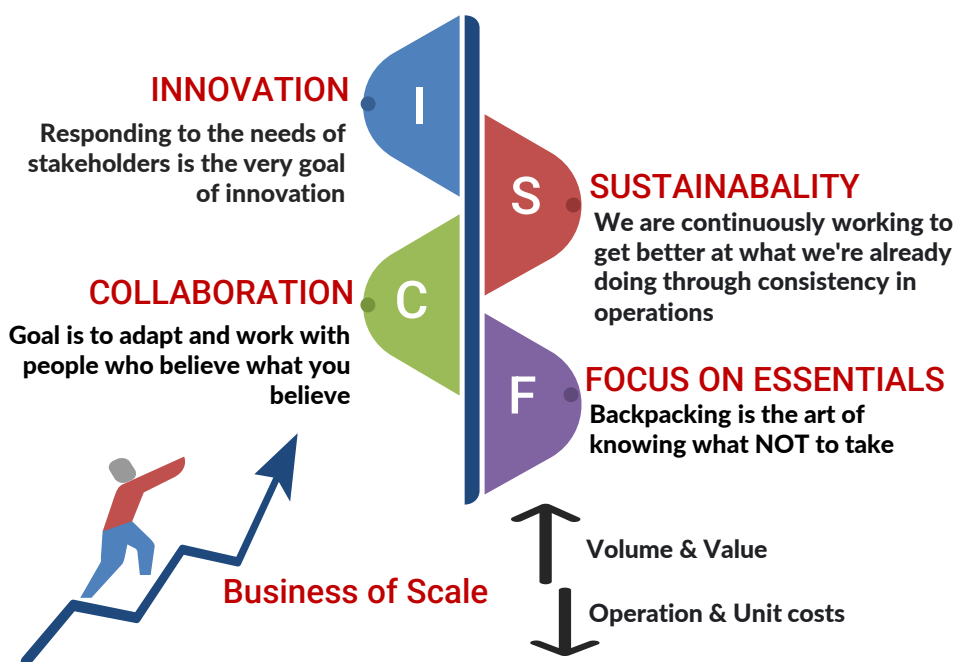 INNOVATION
I
Responding to the needs of
stakeholders is the very goal
of innovation
S
SUSTAINABALITY
We are continuously working to
get better at what we're already
doing through consistency in
operations
COLLABORATION
C
Goal is to adapt and work with
people who believe what you
believe
F
FOCUS ON ESSENTIALS
Backpacking is the art of
knowing what NOT to take
Business of Scale
Volume & Value
Operation & Unit costs